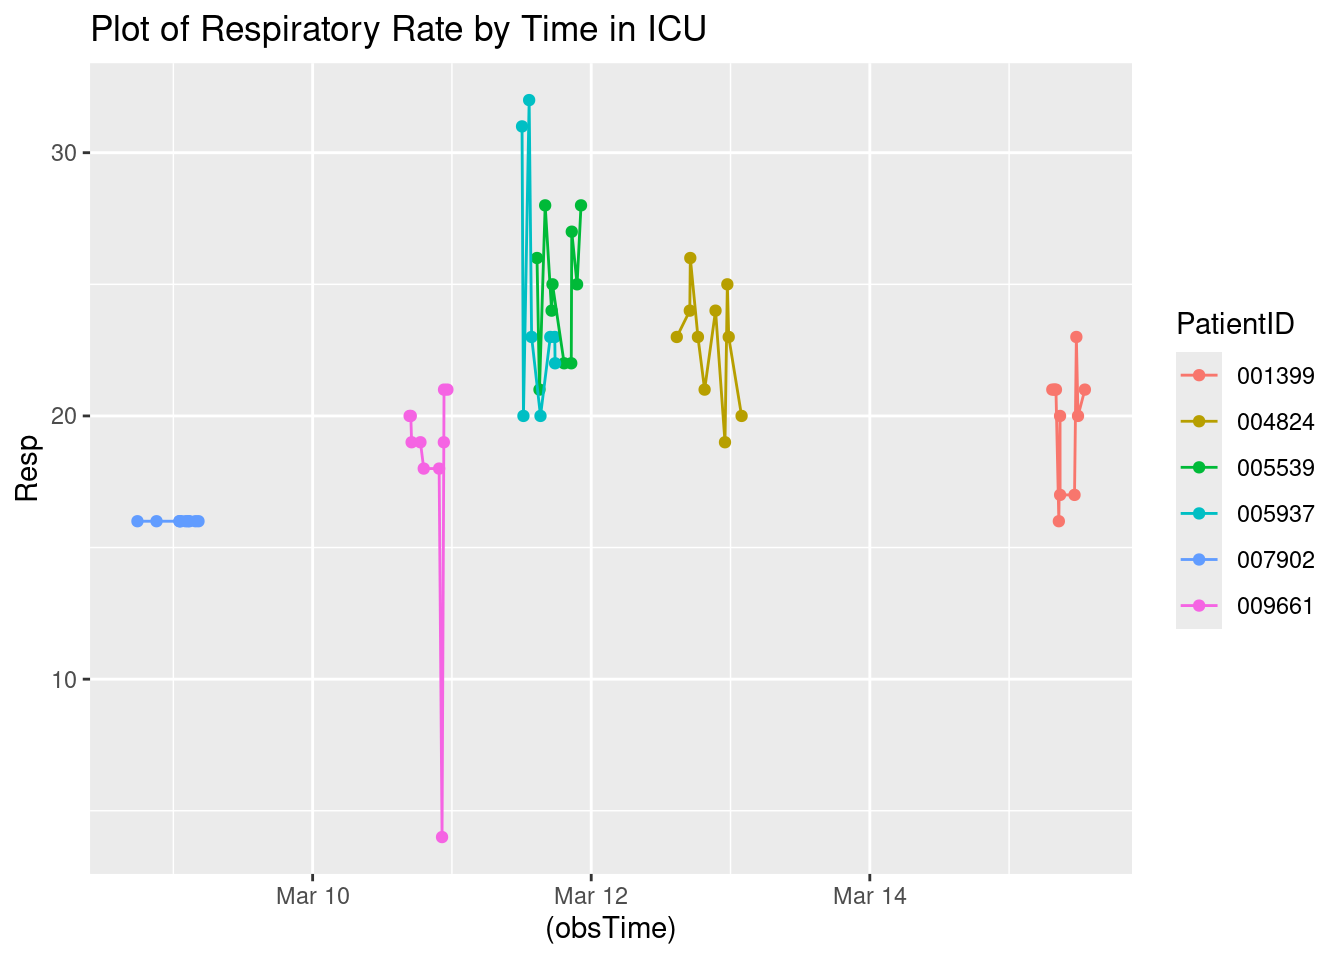 Plot of Respiratory Rate by Time in ICU
30
20
10
Resp
Mar 10
Mar 12
Mar 14
(obsTime)
PatientID
001399
004824
005539
005937
007902
009661